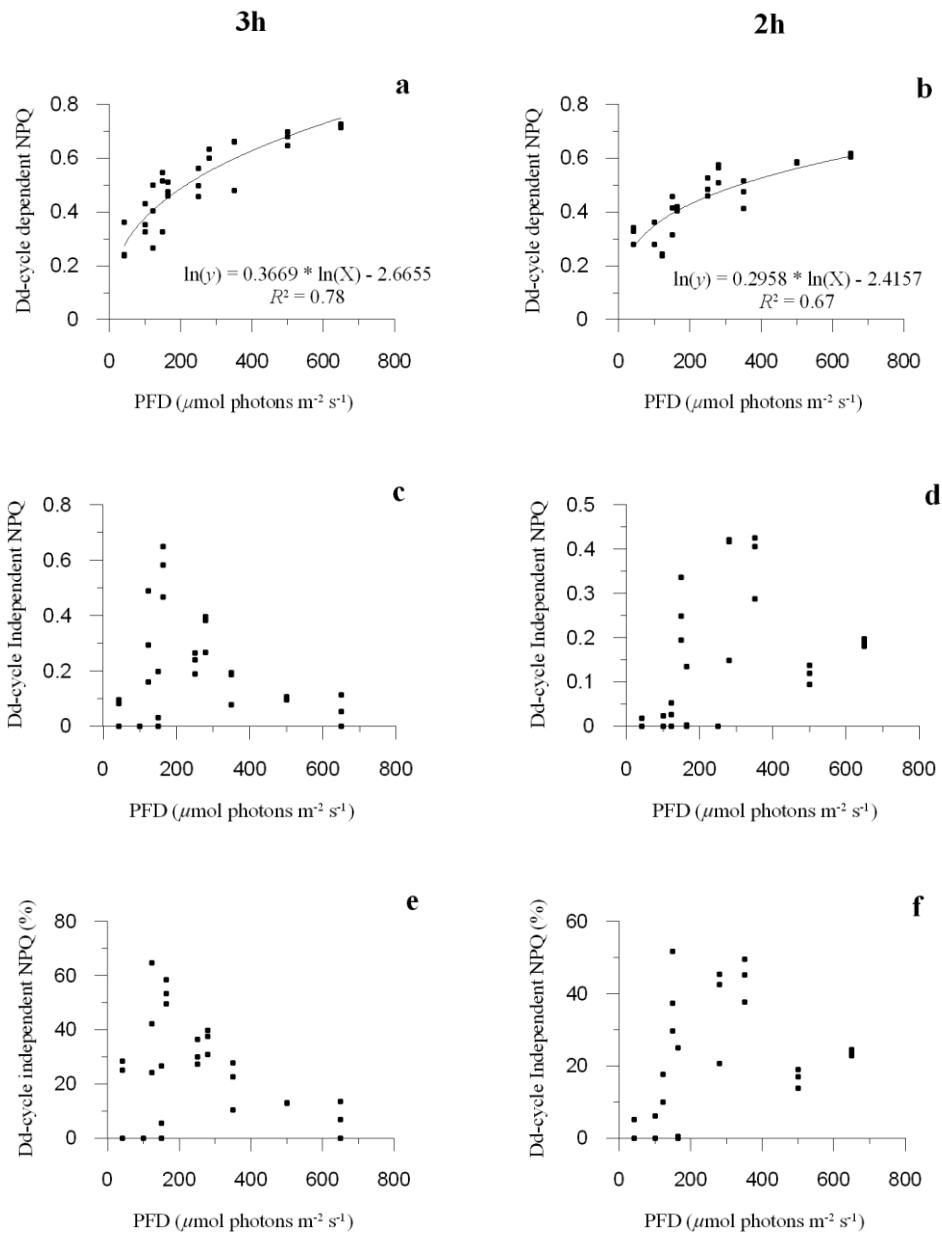 3h
2h
a
Dd-cycle dependent NPQ
0.8
0.6
0.4
0.2
0
ln(y) = 0.3669 * ln(X) - 2.6655
R² = 0.78
0 200 400 600 800
PFD (µmol photons m⁻² s⁻¹)
b
Dd-cycle dependent NPQ
0.8
0.6
0.4
0.2
0
ln(y) = 0.2958 * ln(X) - 2.4157
R² = 0.67
0 200 400 600 800
PFD (µmol photons m⁻² s⁻¹)
c
Dd-cycle Independent NPQ
0.8
0.6
0.4
0.2
0
0 200 400 600 800
PFD (µmol photons m⁻² s⁻¹)
d
Dd-cycle Independent NPQ
0.5
0.4
0.3
0.2
0.1
0
0 200 400 600 800
PFD (µmol photons m⁻² s⁻¹)
e
Dd-cycle independent NPQ (%)
80
60
40
20
0
0 200 400 600 800
PFD (µmol photons m⁻² s⁻¹)
f
Dd-cycle Independent NPQ (%)
60
40
20
0
0 200 400 600 800
PFD (µmol photons m⁻² s⁻¹)